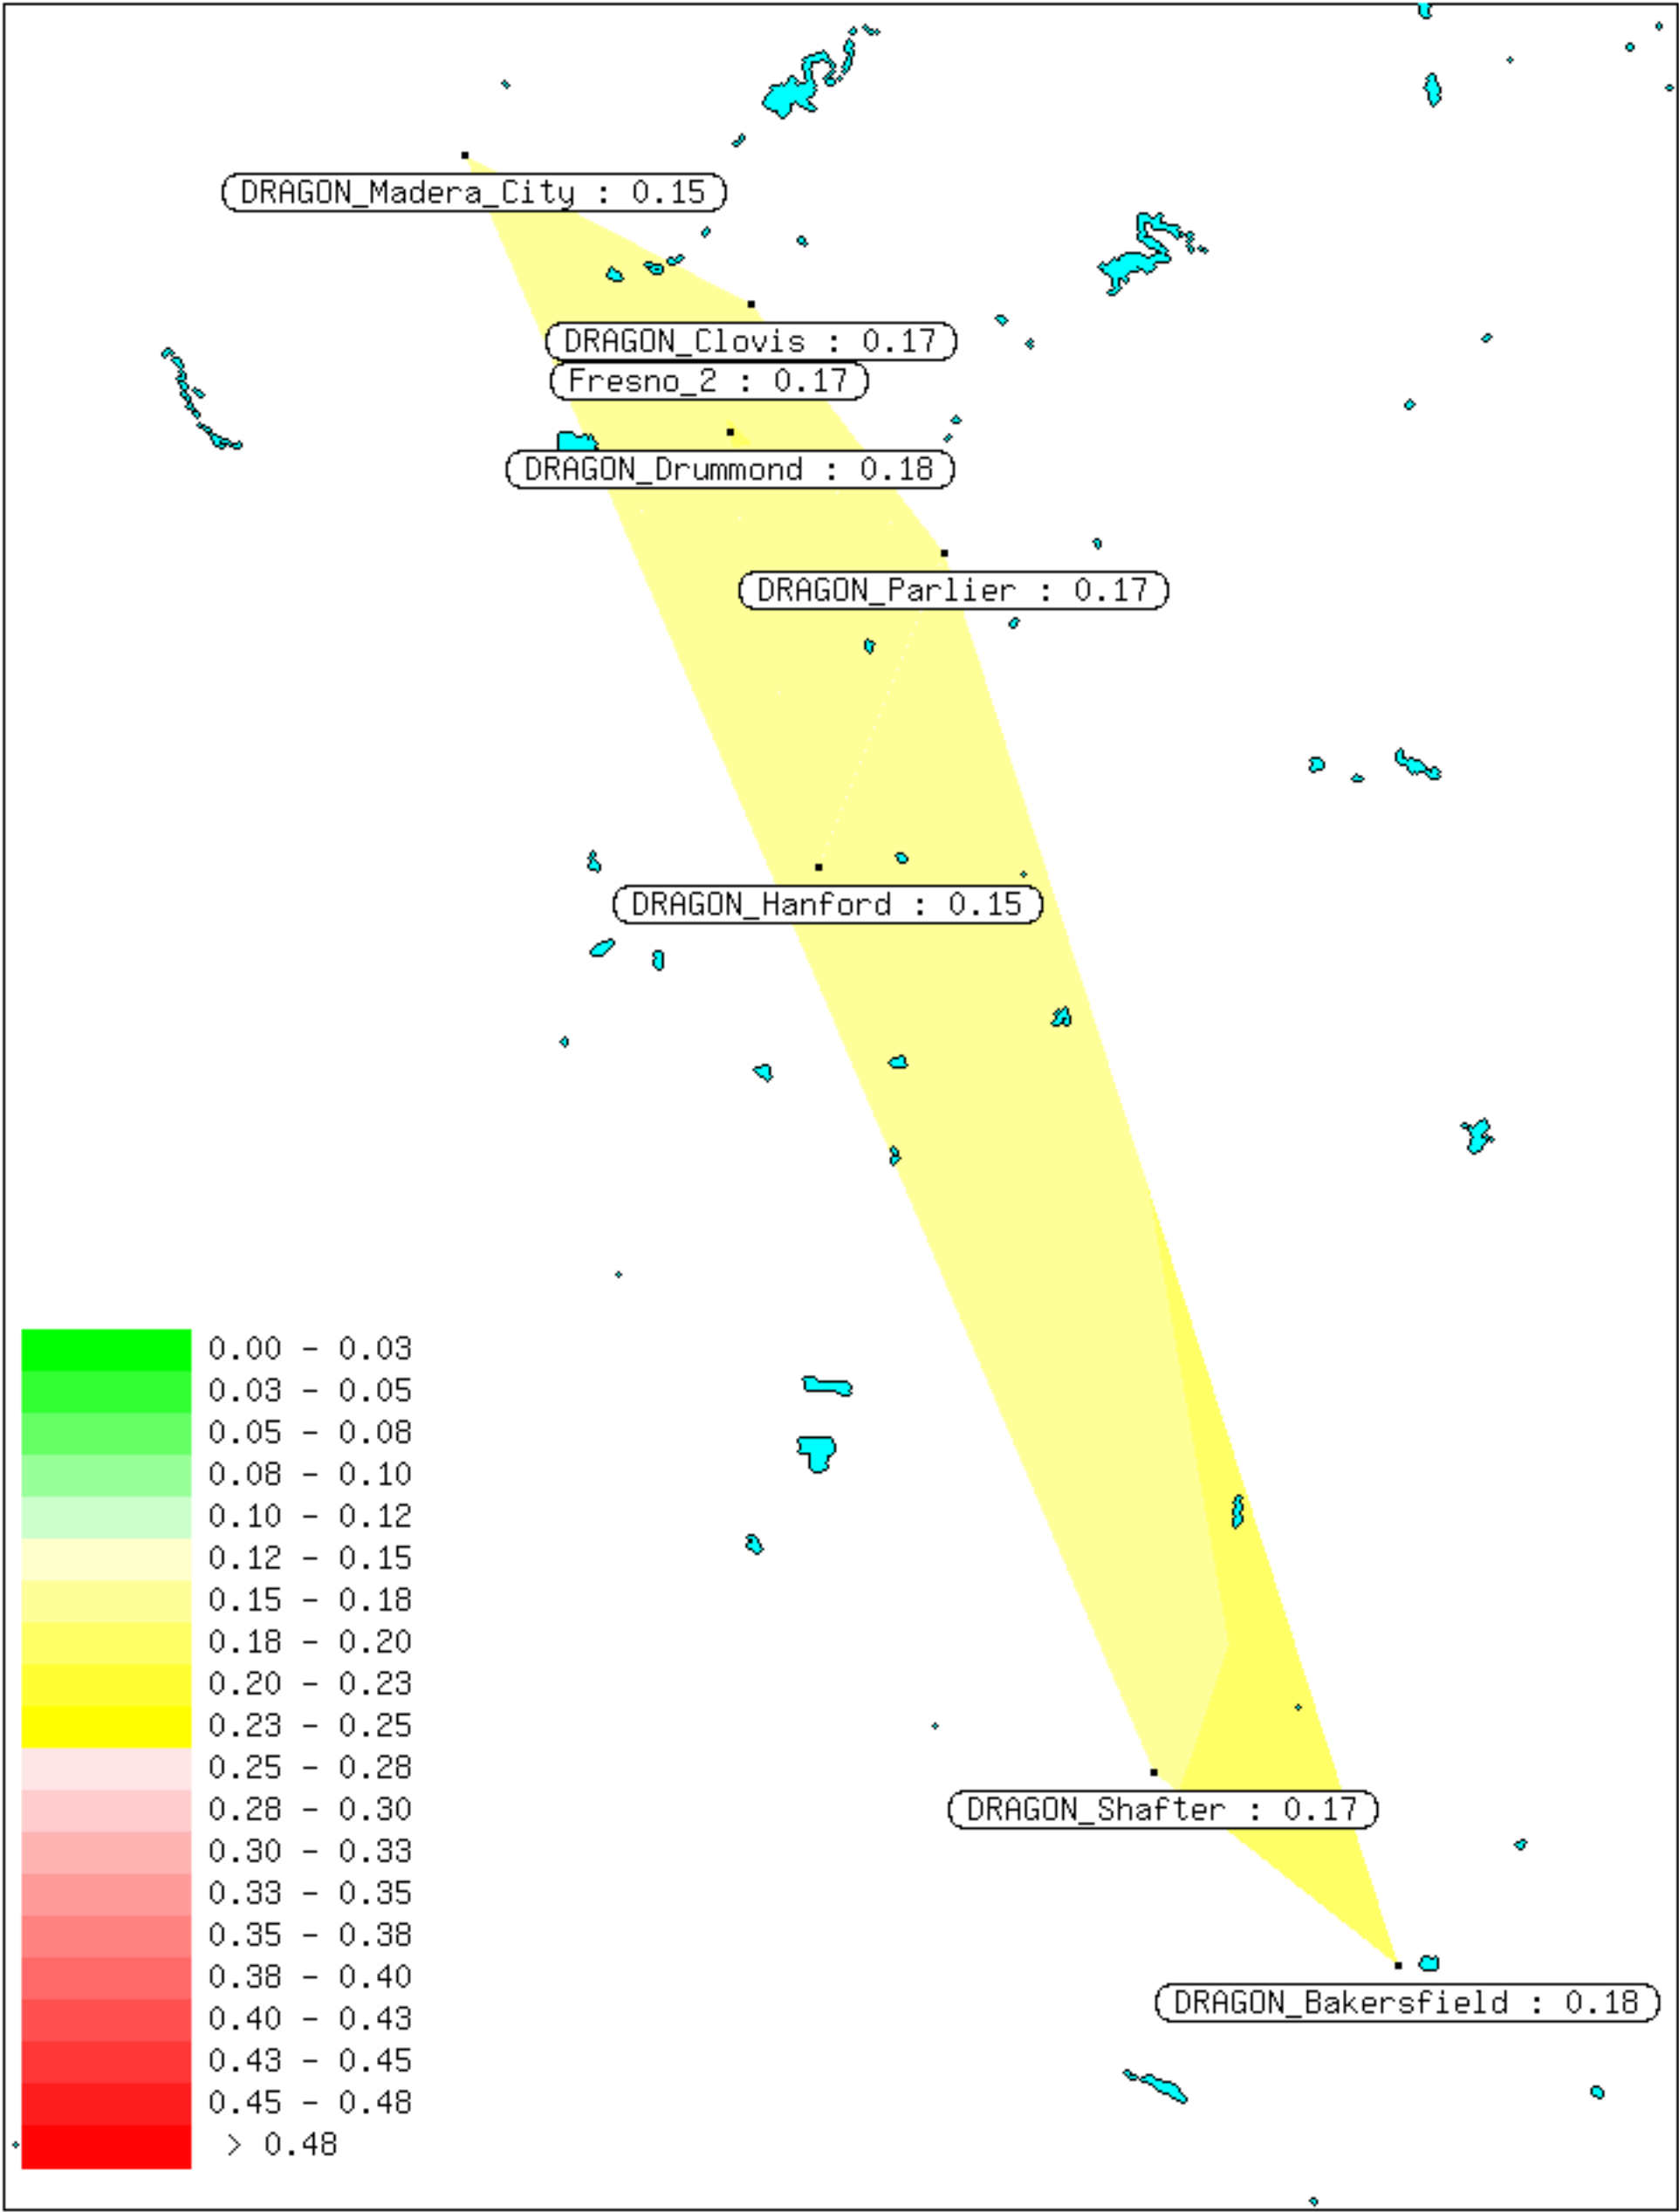 DRAGON_Madera_City : 0.15
DRAGON_Clovis : 0.17
Fresno_2 : 0.17
DRAGON_Drummond : 0.18
DRAGON_Parlier : 0.17
DRAGON_Hanford : 0.15
0.00 - 0.03
0.03 - 0.05
0.05 - 0.08
0.08 - 0.10
0.10 - 0.12
0.12 - 0.15
0.15 - 0.18
0.18 - 0.20
0.20 - 0.23
0.23 - 0.25
0.25 - 0.28
0.28 - 0.30
0.30 - 0.33
0.33 - 0.35
0.35 - 0.38
0.38 - 0.40
0.40 - 0.43
0.43 - 0.45
0.45 - 0.48
> 0.48
DRAGON_Shafter : 0.17
DRAGON_Bakersfield : 0.18